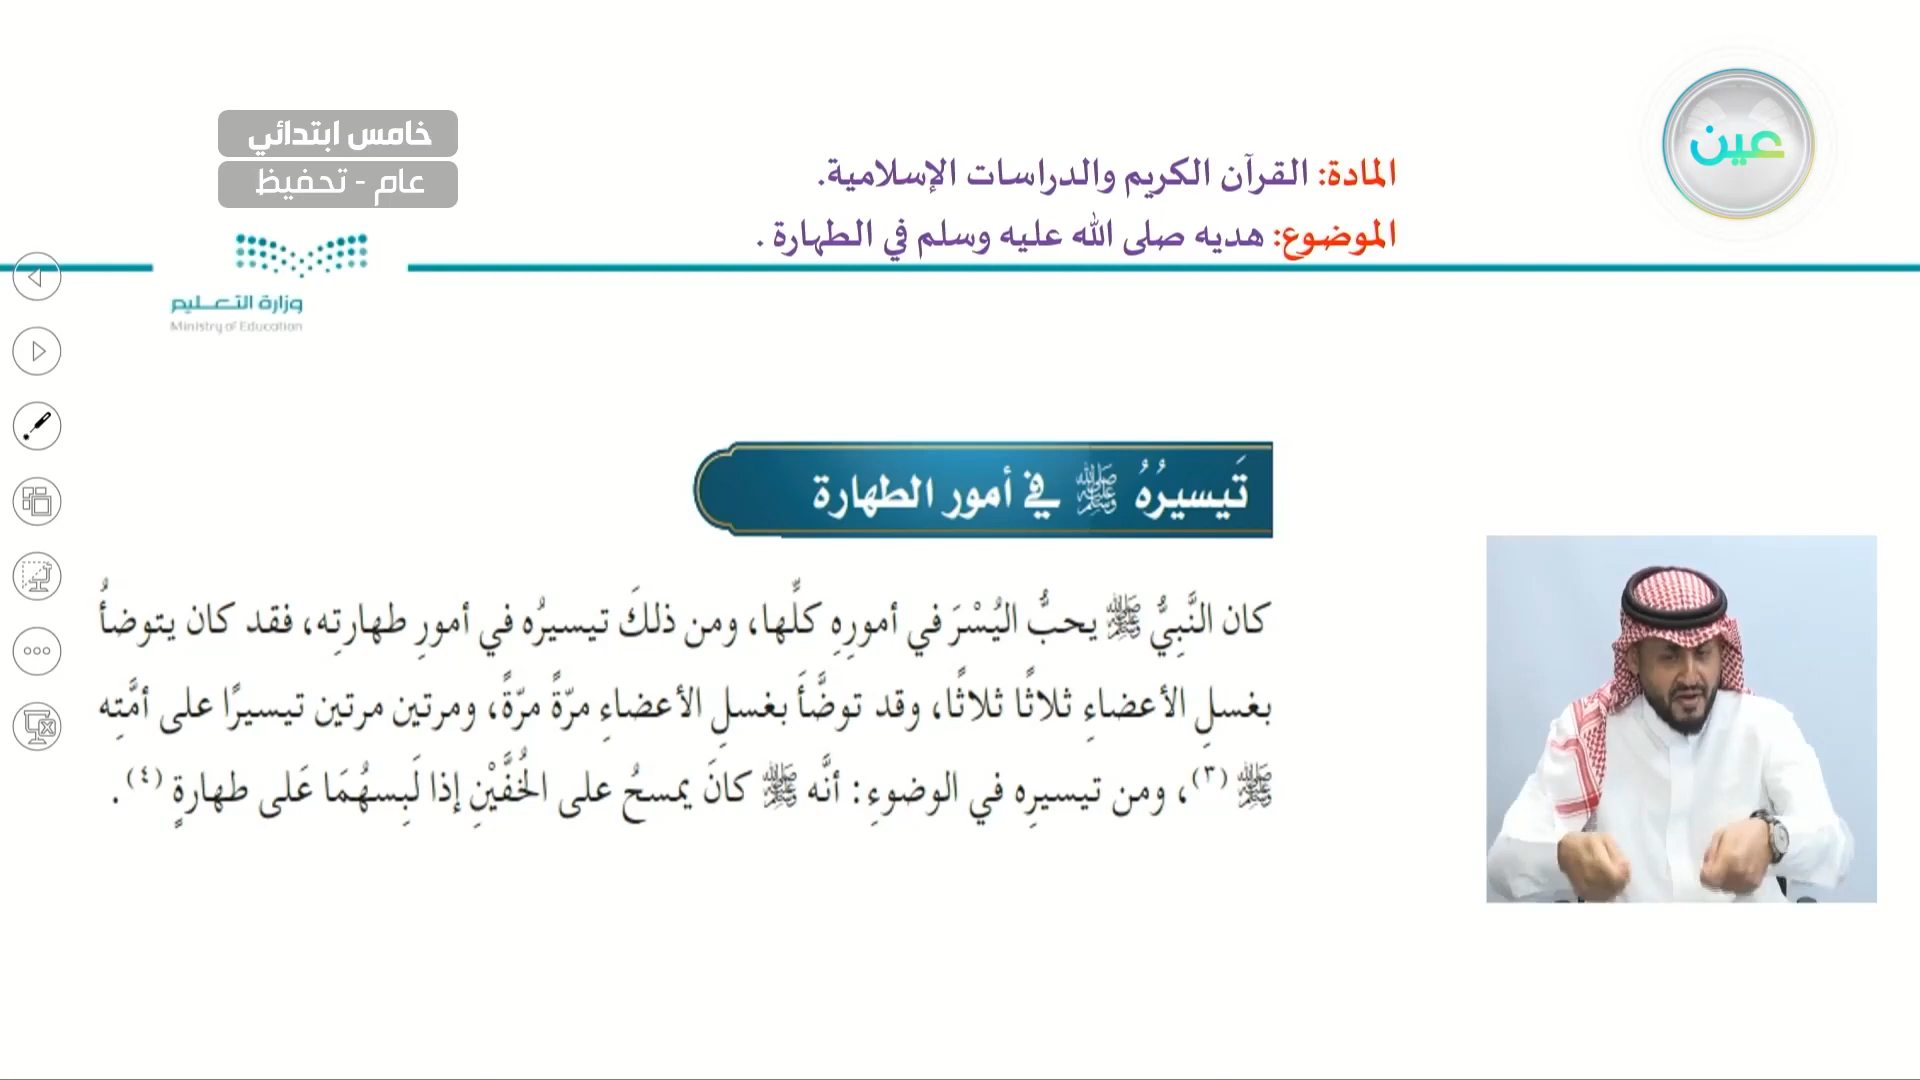 عين
خامس ابتدائي
عام - تحفيظ
المادة: القرآن الكريم والدراسات الإسلامية.
الموضوع: هديه صلى الله عليه وسلم في الطهارة .
وزارة التعليم
Ministry of Education
تَيسيرُهُ ﷺ في أمور الطهارة
كان النَّبِيُّ ﷺ يحبُّ اليُسْرَ في أمورِهِ كلِّها، ومن ذلكَ تيسيرُه في أمورِ طهارتِه، فقد كان يتوضأُ
بغسلِ الأعضاءِ ثلاثًا ثلاثًا، وقد توضَّأَ بغسلِ الأعضاءِ مرّةً مرّةً، ومرتين مرتين تيسيرًا على أمَّتِه
ﷺ (٣)، ومن تيسيرِه في الوضوءِ: أنَّه ﷺ كانَ يمسحُ على الخُفَّيْنِ إذا لَبِسهُمَا عَلى طهارةٍ (٤).